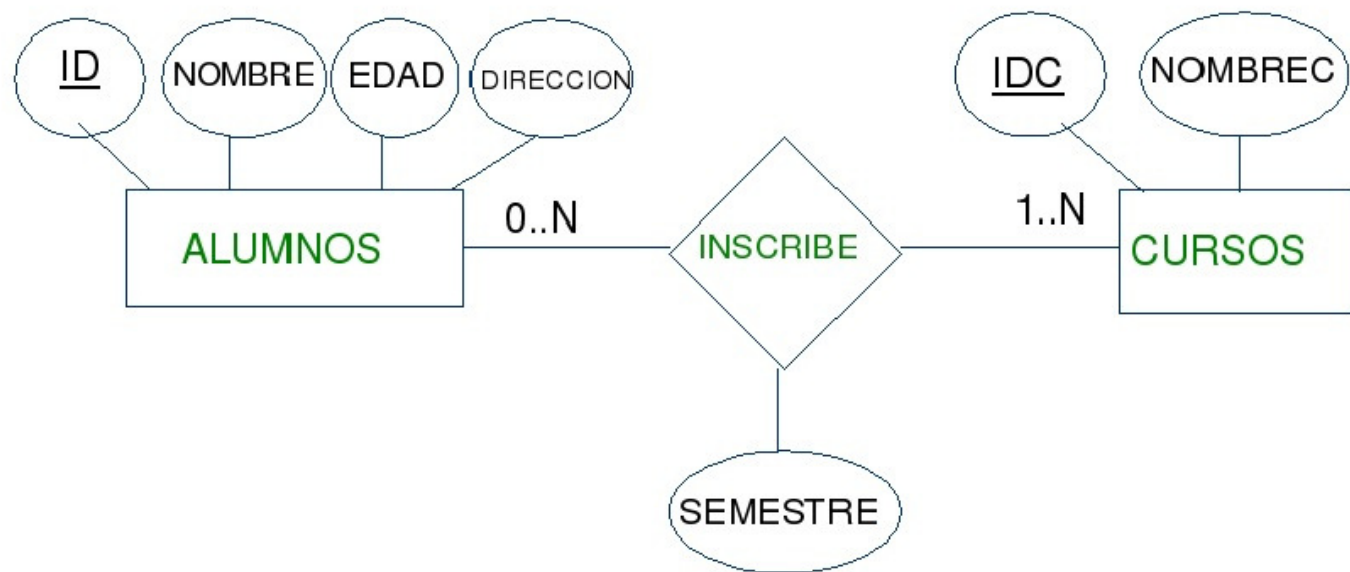 ID
NOMBRE
EDAD
DIRECCION
IDC
NOMBREC
ALUMNOS
0..N
INSCRIBE
1..N
CURSOS
SEMESTRE